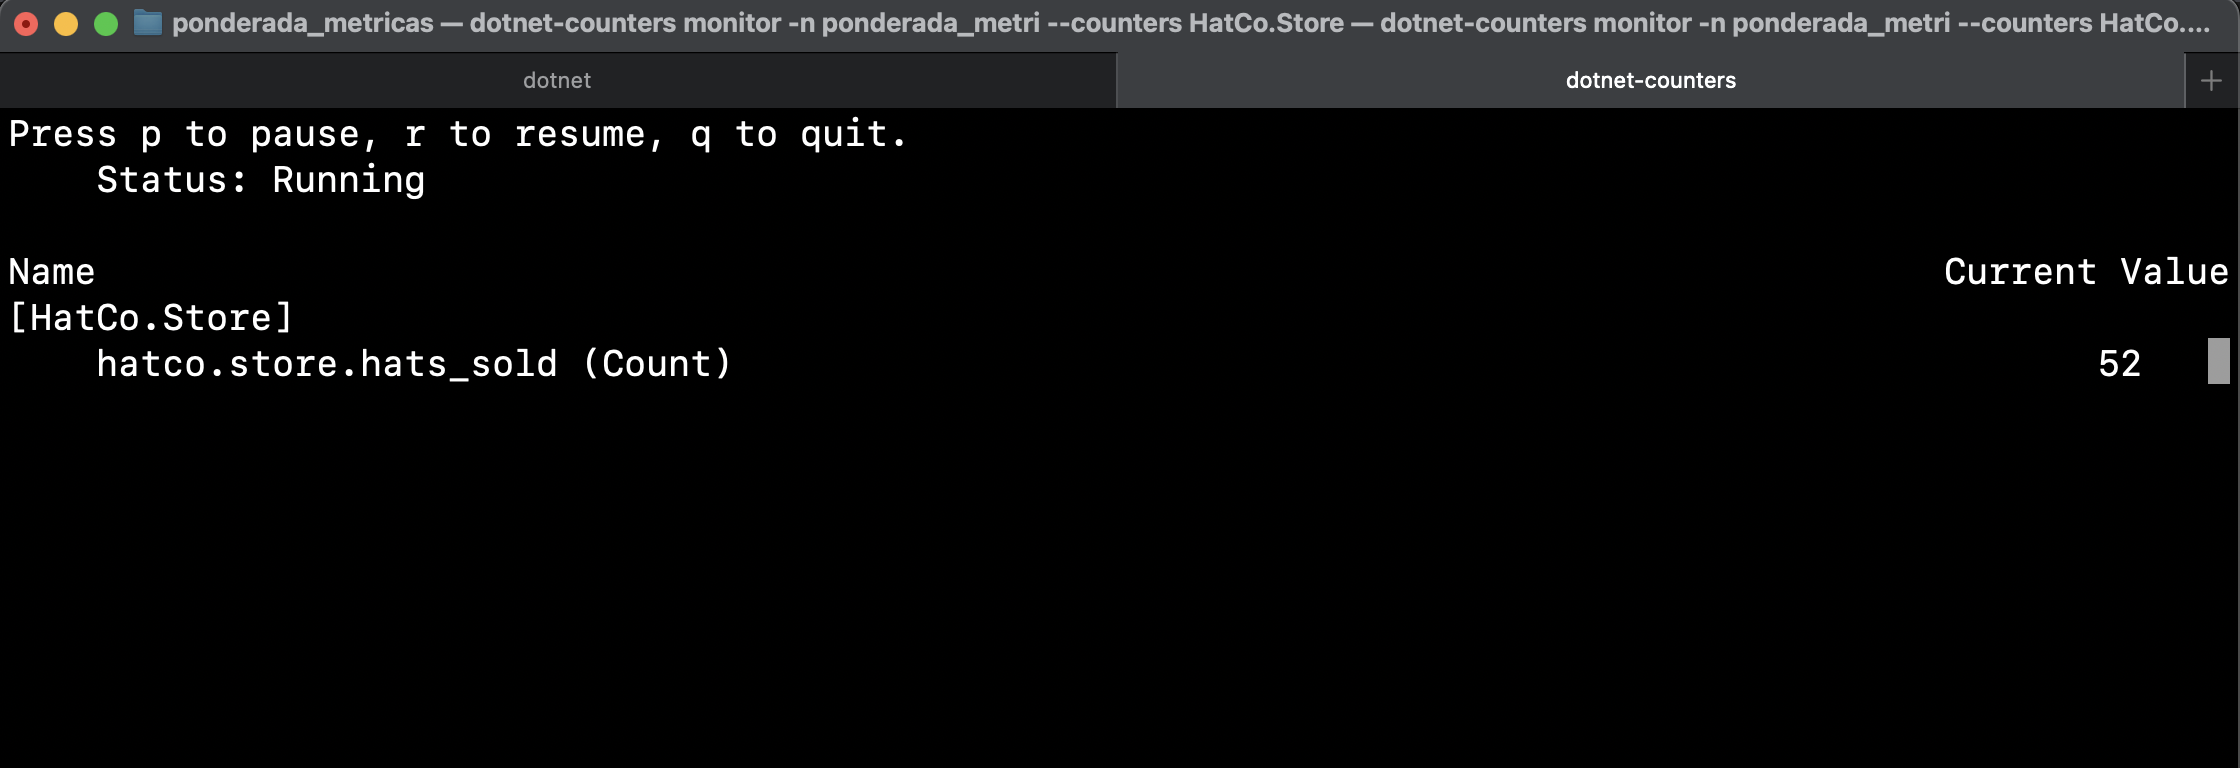 ponderada_metricas — dotnet-counters monitor -n ponderada_metri --counters HatCo.Store — dotnet-counters monitor -n ponderada_metri --counters HatCo....
dotnet dotnet-counters +
Press p to pause, r to resume, q to quit.
Status: Running
Name Current Value
[HatCo.Store]
hatco.store.hats_sold (Count) 52